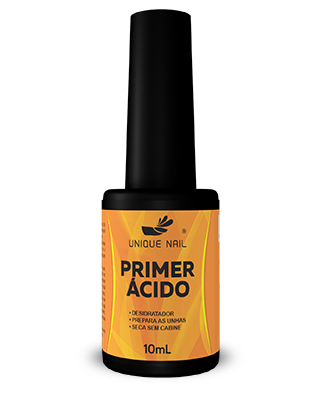 UNIQUE NAIL ®
PRIMER
ÁCIDO
• DESIDRATADOR
• PREPARA AS UNHAS
• SECA SEM CABINE
10mL